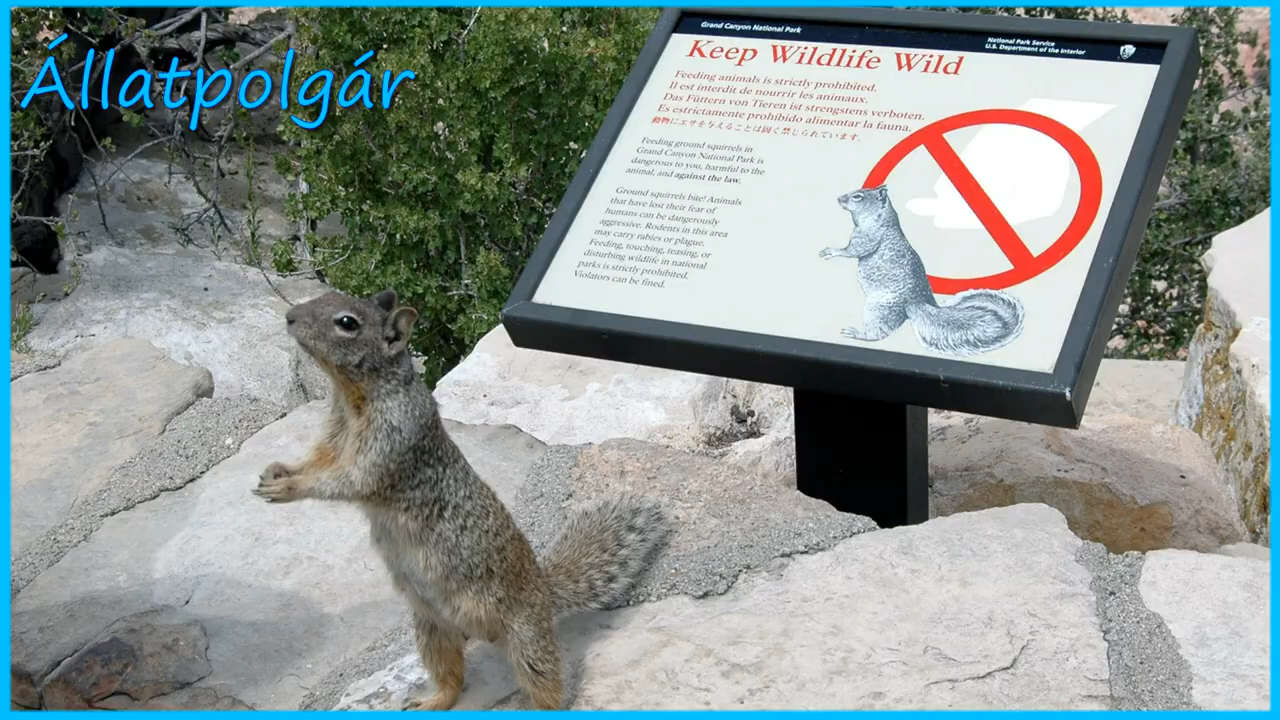 Állatpolgár
Grand Canyon National Park
National Park Service
U.S. Department of the Interior
Keep Wildlife Wild
Feeding animals is strictly prohibited.
Il est interdit de nourrir les animaux.
Das Füttern von Tieren ist strengstens verboten.
Es estrictamente prohibido alimentar la fauna.
動物にエサを与えることは固く禁じられています。
Feeding ground squirrels in
Grand Canyon National Park is
dangerous to you, harmful to the
animal, and against the law.
Ground squirrels bite! Animals
that have lost their fear of
humans can be dangerously
aggressive. Rodents in this area
may carry rabies or plague.
Feeding, touching, teasing, or
disturbing wildlife in national
parks is strictly prohibited.
Violators can be fined.